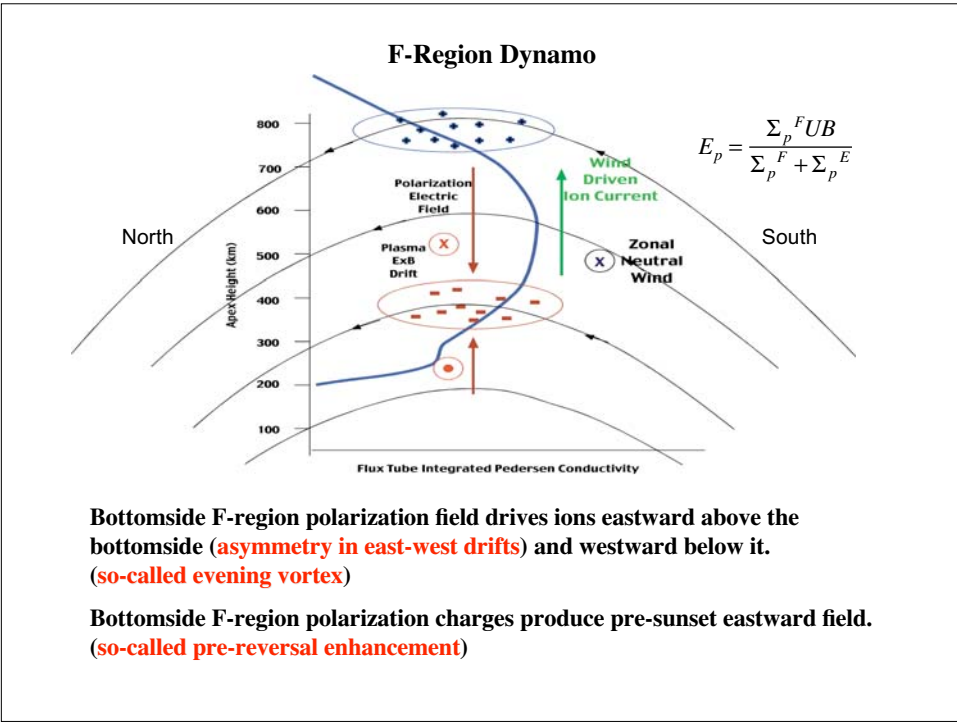 F-Region Dynamo
E_p = Σ_p^F UB / (Σ_p^F + Σ_p^E)
800
700
600
500
400
300
200
100
Apex Height (km)
North
South
Polarization
Electric
Field
Wind
Driven
Ion Current
Plasma
ExB
Drift
X
X
Zonal
Neutral
Wind
Flux Tube Integrated Pedersen Conductivity
Bottomside F-region polarization field drives ions eastward above the
bottomside (asymmetry in east-west drifts) and westward below it.
(so-called evening vortex)
Bottomside F-region polarization charges produce pre-sunset eastward field.
(so-called pre-reversal enhancement)